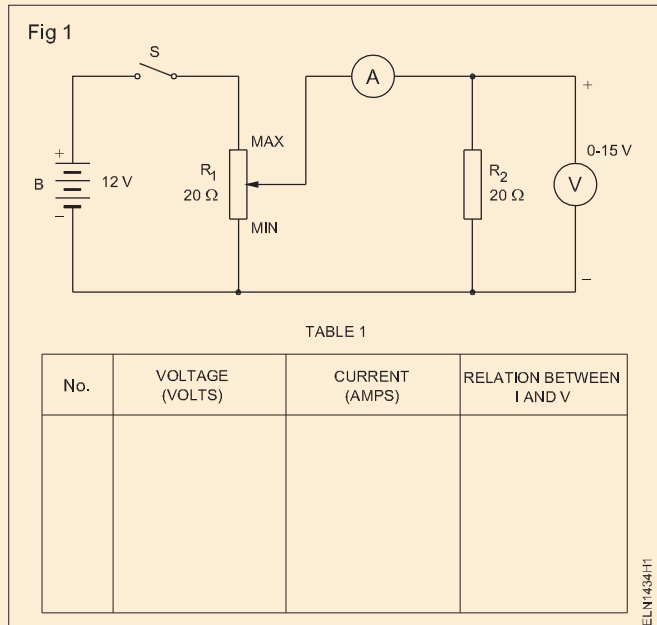 Fig 1
S
A
+
MAX
0-15 V
+
B
12 V
R1
20 Ω
R2
20 Ω
V
–
MIN
–
TABLE 1
No.
VOLTAGE
(VOLTS)
CURRENT
(AMPS)
RELATION BETWEEN
I AND V
ELN1434H1